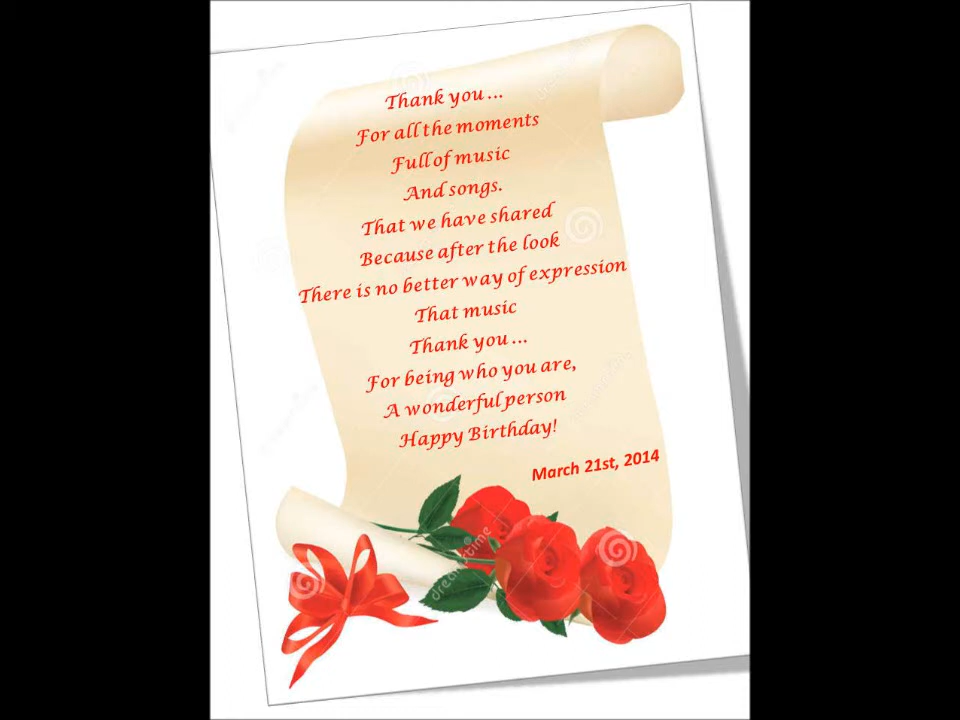 Thank you ...
For all the moments
Full of music
And songs.
That we have shared
Because after the look
There is no better way of expression
That music
Thank you ...
For being who you are,
A wonderful person
Happy Birthday!
March 21st, 2014
dreamstime